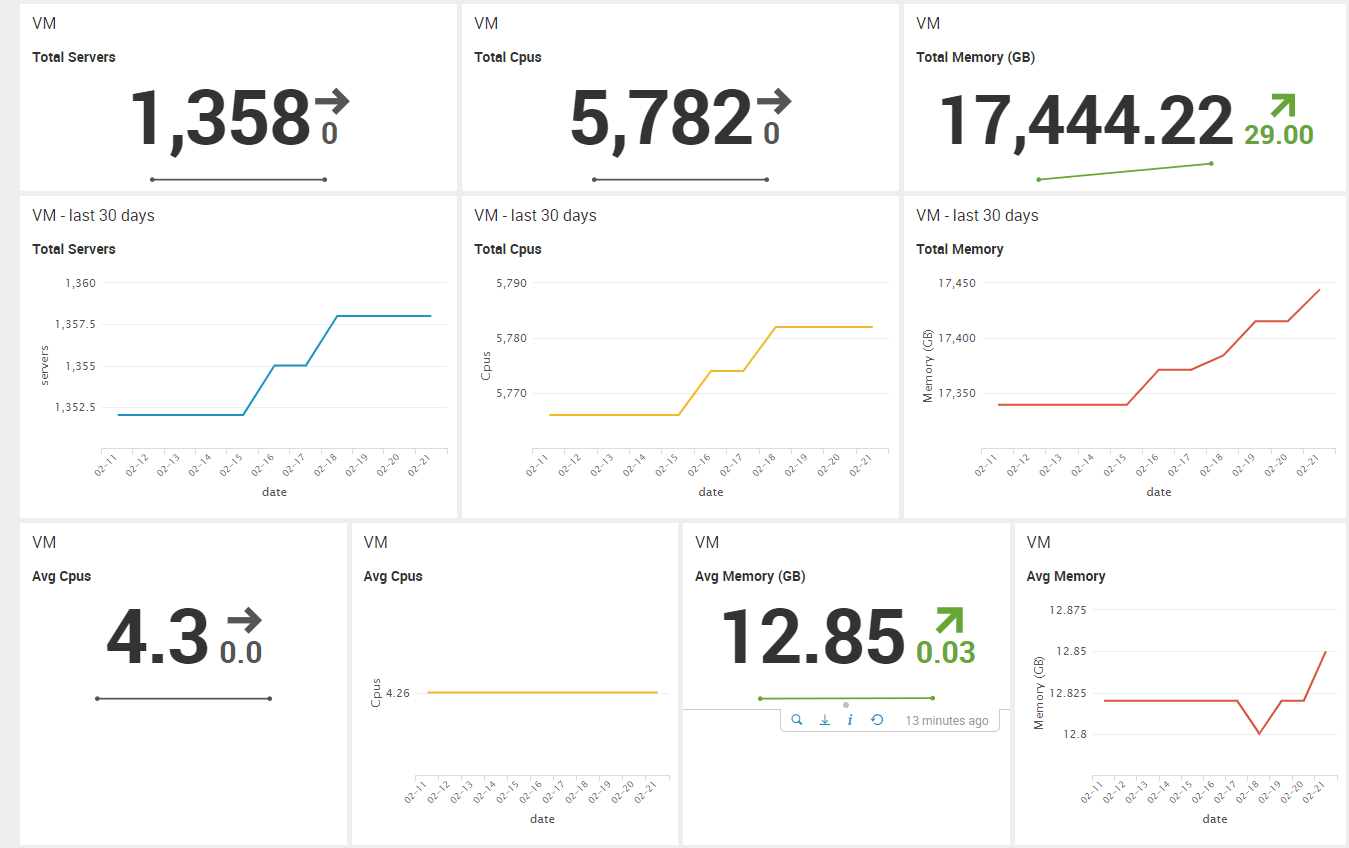 VM
Total Servers
1,358
0
VM
Total Cpus
5,782
0
VM
Total Memory (GB)
17,444.22
29.00
VM - last 30 days
Total Servers
1,360
1,357.5
1,355
1,352.5
servers
02-11 02-12 02-13 02-14 02-15 02-16 02-17 02-18 02-19 02-20 02-21
date
VM - last 30 days
Total Cpus
5,790
5,780
5,770
Cpus
02-11 02-12 02-13 02-14 02-15 02-16 02-17 02-18 02-19 02-20 02-21
date
VM - last 30 days
Total Memory
17,450
17,400
17,350
Memory (GB)
02-11 02-12 02-13 02-14 02-15 02-16 02-17 02-18 02-19 02-20 02-21
date
VM
Avg Cpus
4.3
0.0
VM
Avg Cpus
4.26
Cpus
02-11 02-12 02-13 02-14 02-15 02-16 02-17 02-18 02-19 02-20 02-21
date
VM
Avg Memory (GB)
12.85
0.03
i
13 minutes ago
VM
Avg Memory
12.875
12.85
12.825
12.8
Memory (GB)
02-11 02-12 02-13 02-14 02-15 02-16 02-17 02-18 02-19 02-20 02-21
date